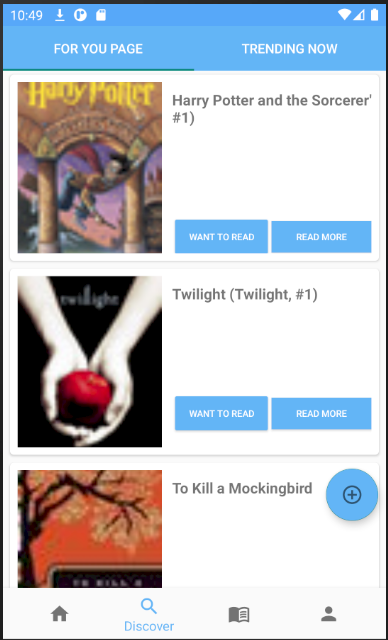 10:49
FOR YOU PAGE
TRENDING NOW
Harry Potter
Harry Potter and the Sorcerer'
#1)
WANT TO READ
READ MORE
twilight
Twilight (Twilight, #1)
WANT TO READ
READ MORE
To Kill a Mockingbird
TO KILL A
Discover